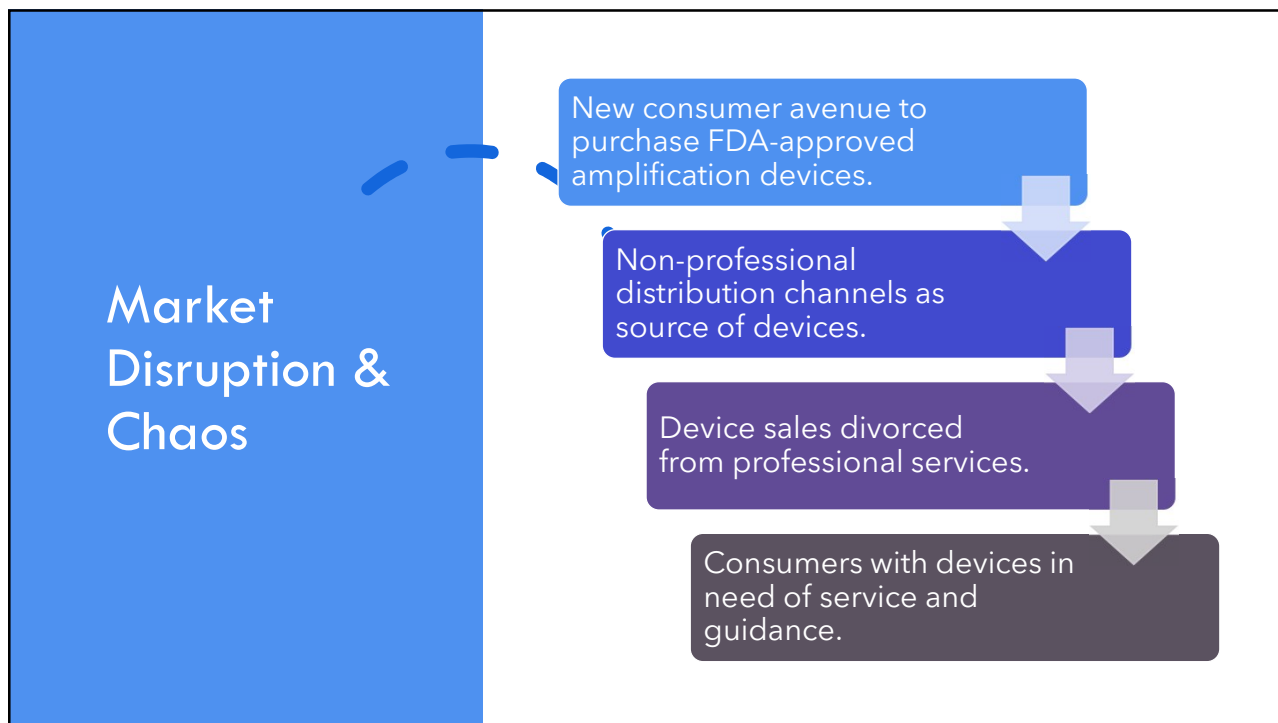 Market
Disruption &
Chaos
New consumer avenue to
purchase FDA-approved
amplification devices.
Non-professional
distribution channels as
source of devices.
Device sales divorced
from professional services.
Consumers with devices in
need of service and
guidance.